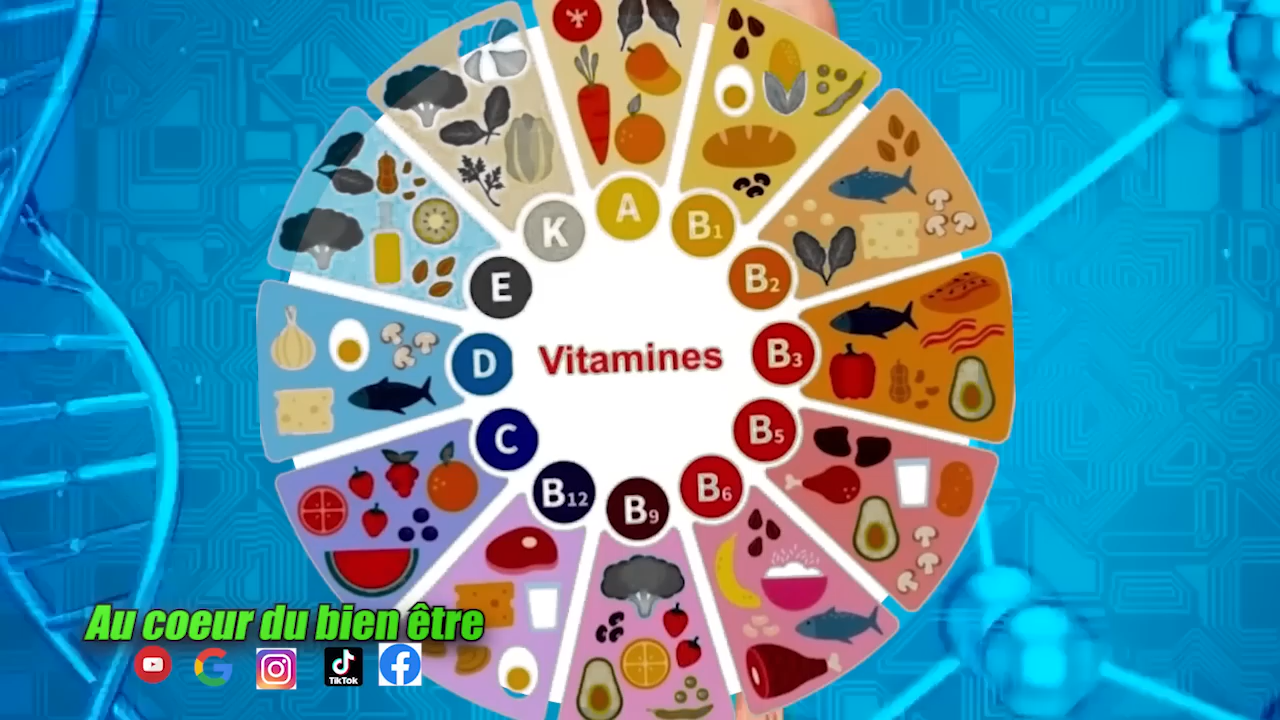 A
B1
B2
B3
B5
B6
B9
B12
C
D
E
K
Vitamines
Au coeur du bien être
TikTok